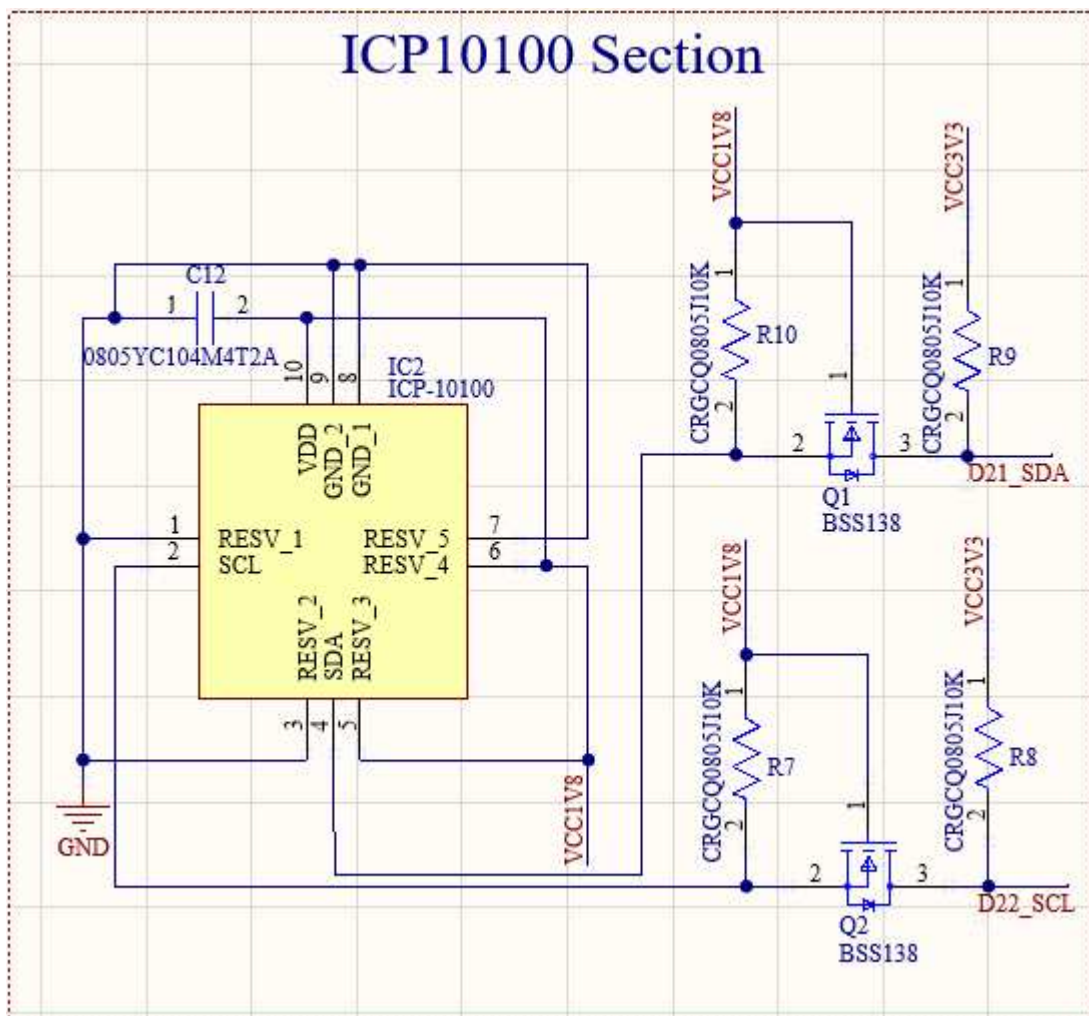 ICP10100 Section
VCC1V8
VCC3V3
C12
1
2
0805YC104M4T2A
IC2
ICP-10100
10
9
8
VDD
GND_2
GND_1
1
RESV_1
2
SCL
7
RESV_5
6
RESV_4
RESV_2
SDA
RESV_3
3
4
5
GND
VCC1V8
CRGCQ0805J10K
1
R10
2
CRGCQ0805J10K
1
R9
2
1
2
3
Q1
BSS138
D21_SDA
VCC1V8
VCC3V3
CRGCQ0805J10K
1
R7
2
CRGCQ0805J10K
1
R8
2
1
2
3
Q2
BSS138
D22_SCL